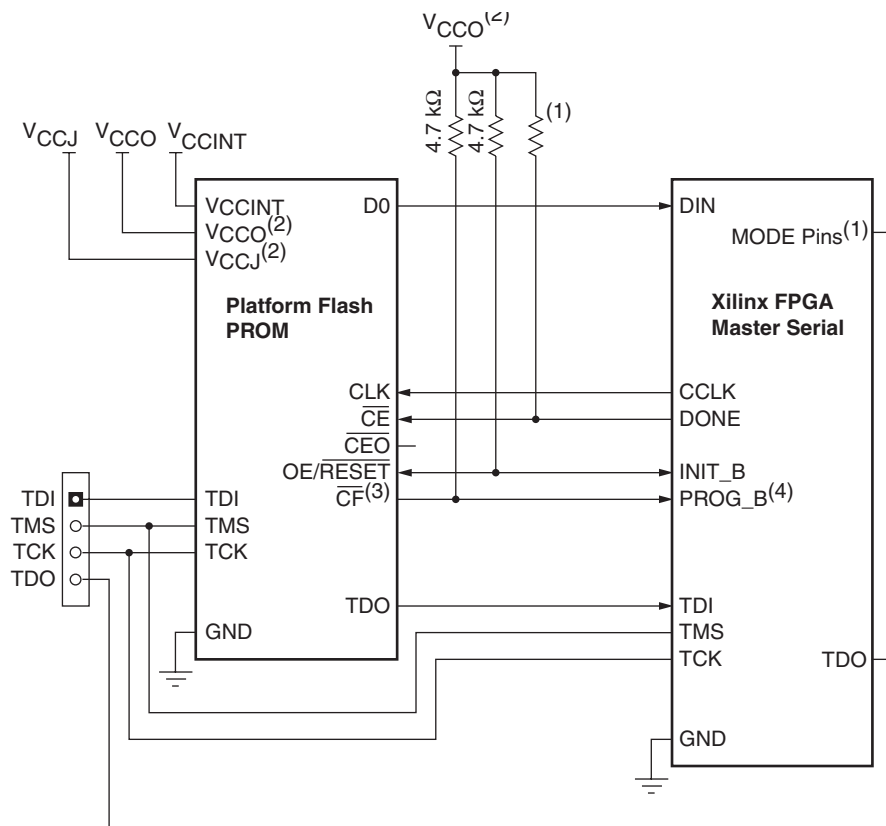 VCCO(2)
4.7 kΩ
4.7 kΩ
(1)
VCCJ VCCO VCCINT
VCCINT
VCCO(2)
VCCJ(2)
D0
Platform Flash
PROM
CLK
CE
CEO
OE/RESET
CF(3)
TDI
TMS
TCK
TDO
TDI
TMS
TCK
TDO
GND
DIN
MODE Pins(1)
Xilinx FPGA
Master Serial
CCLK
DONE
INIT_B
PROG_B(4)
TDI
TMS
TCK
TDO
GND